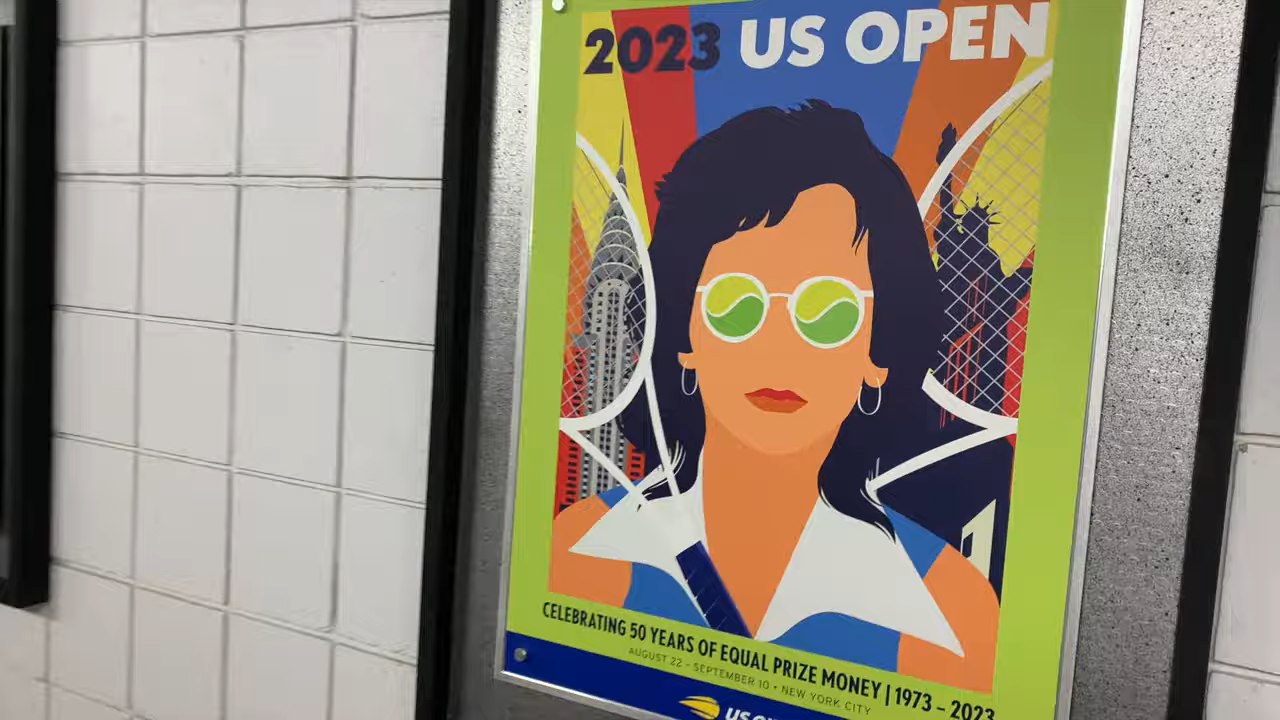 2023 US OPEN
CELEBRATING 50 YEARS OF EQUAL PRIZE MONEY | 1973 – 2023
AUGUST 22 – SEPTEMBER 10 • NEW YORK CITY
US